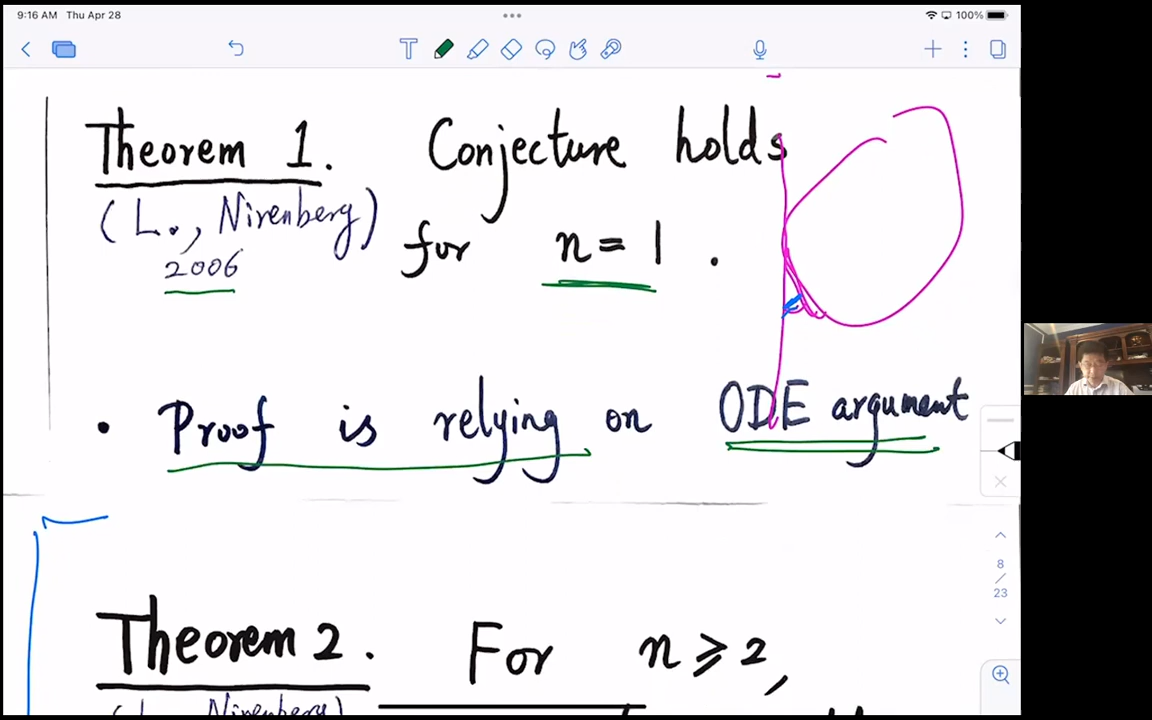 9:16 AM Thu Apr 28
100%
Theorem 1. Conjecture holds
(L., Nirenberg) for n = 1 .
2006
• Proof is relying on ODE argument
8
/
23
Theorem 2. For n ⩾ 2,
(L., Nirenberg)